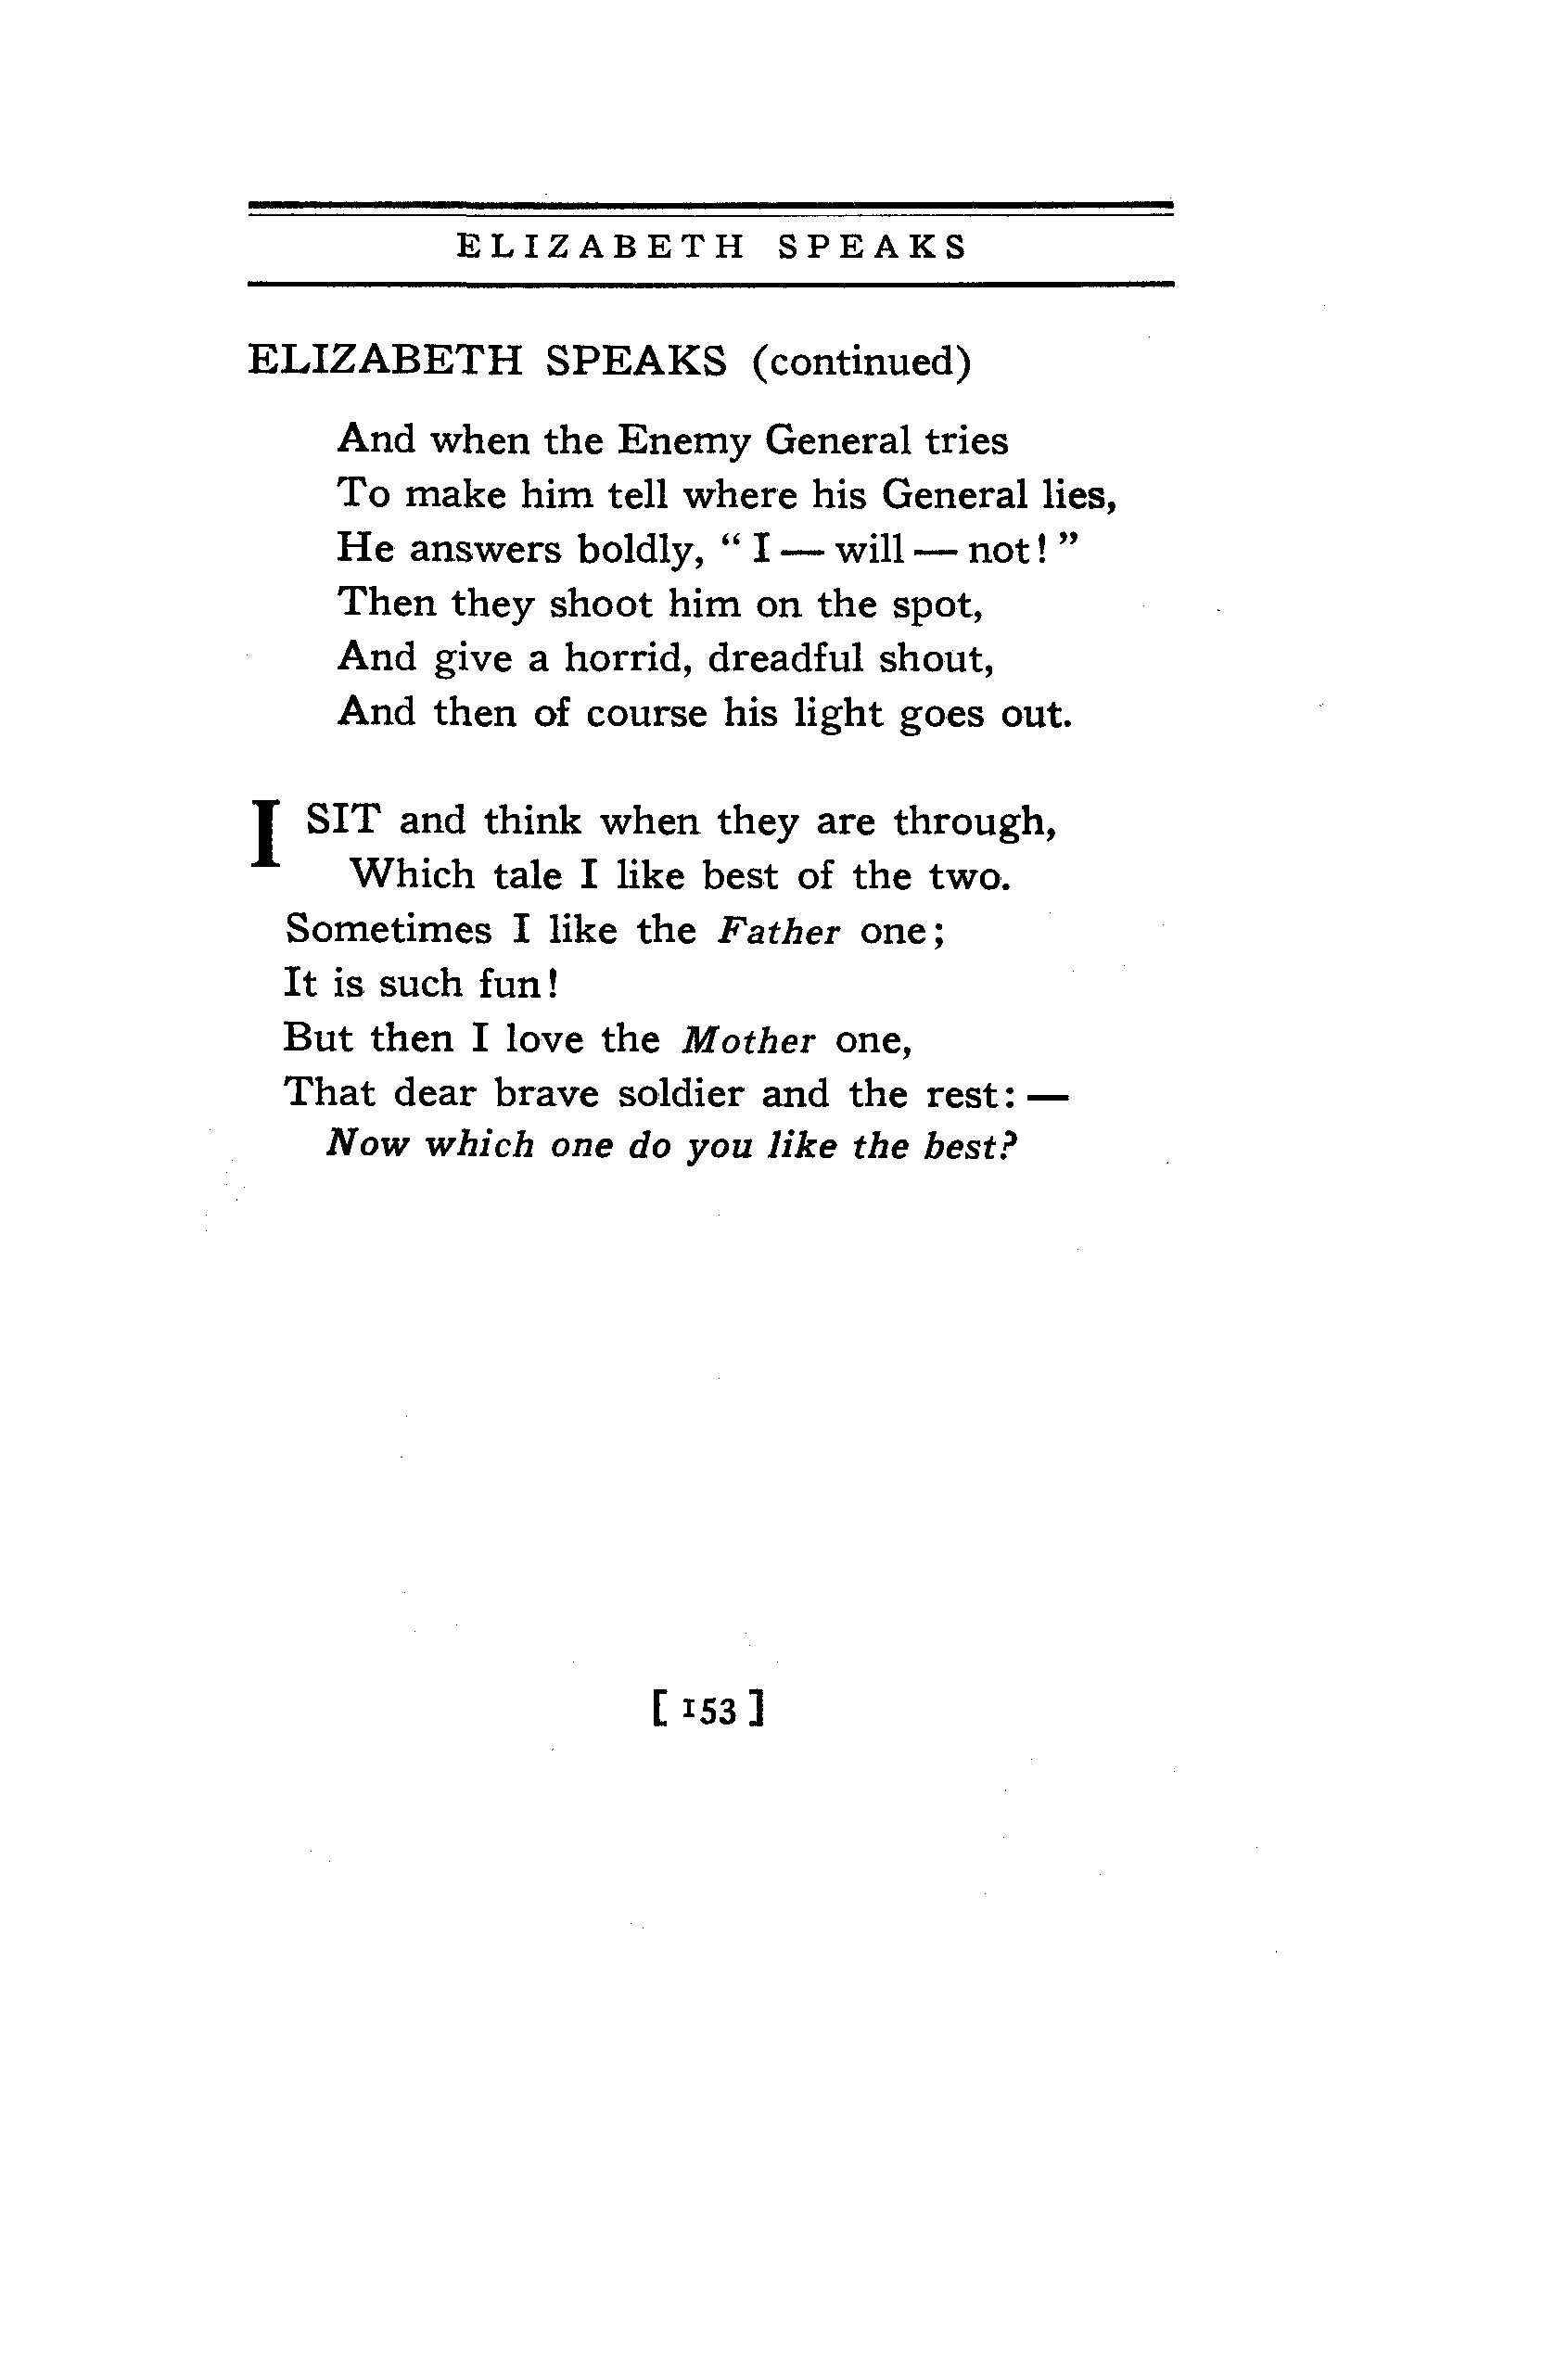 ELIZABETH SPEAKS
ELIZABETH SPEAKS (continued)
And when the Enemy General tries
To make him tell where his General lies,
He answers boldly, “ I — will — not! ”
Then they shoot him on the spot,
And give a horrid, dreadful shout,
And then of course his light goes out.
I SIT and think when they are through,
Which tale I like best of the two.
Sometimes I like the Father one;
It is such fun!
But then I love the Mother one,
That dear brave soldier and the rest: —
Now which one do you like the best?
[ 153 ]